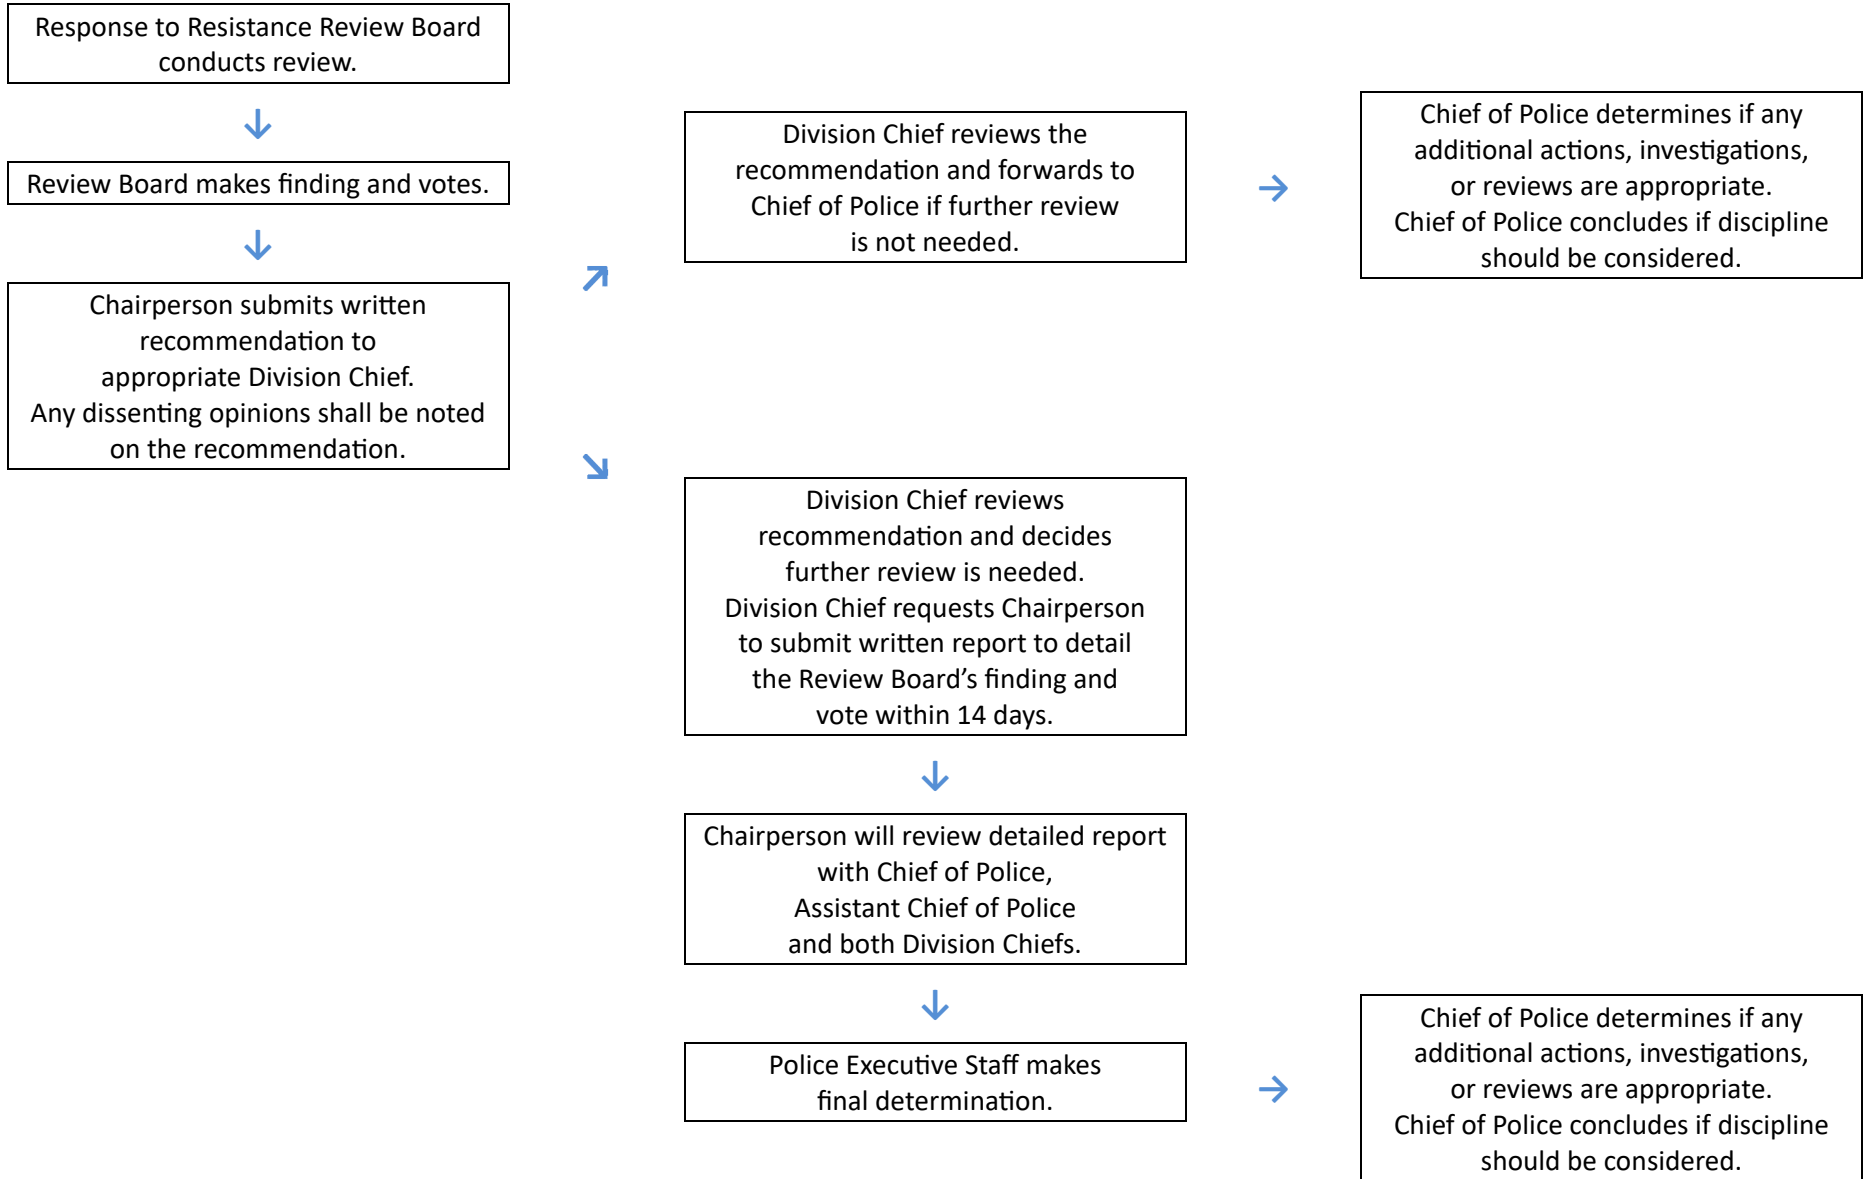 Response to Resistance Review Board
conducts review.
Review Board makes finding and votes.
Chairperson submits written
recommendation to
appropriate Division Chief.
Any dissenting opinions shall be noted
on the recommendation.
Division Chief reviews the
recommendation and forwards to
Chief of Police if further review
is not needed.
Chief of Police determines if any
additional actions, investigations,
or reviews are appropriate.
Chief of Police concludes if discipline
should be considered.
Division Chief reviews
recommendation and decides
further review is needed.
Division Chief requests Chairperson
to submit written report to detail
the Review Board’s finding and
vote within 14 days.
Chairperson will review detailed report
with Chief of Police,
Assistant Chief of Police
and both Division Chiefs.
Police Executive Staff makes
final determination.
Chief of Police determines if any
additional actions, investigations,
or reviews are appropriate.
Chief of Police concludes if discipline
should be considered.